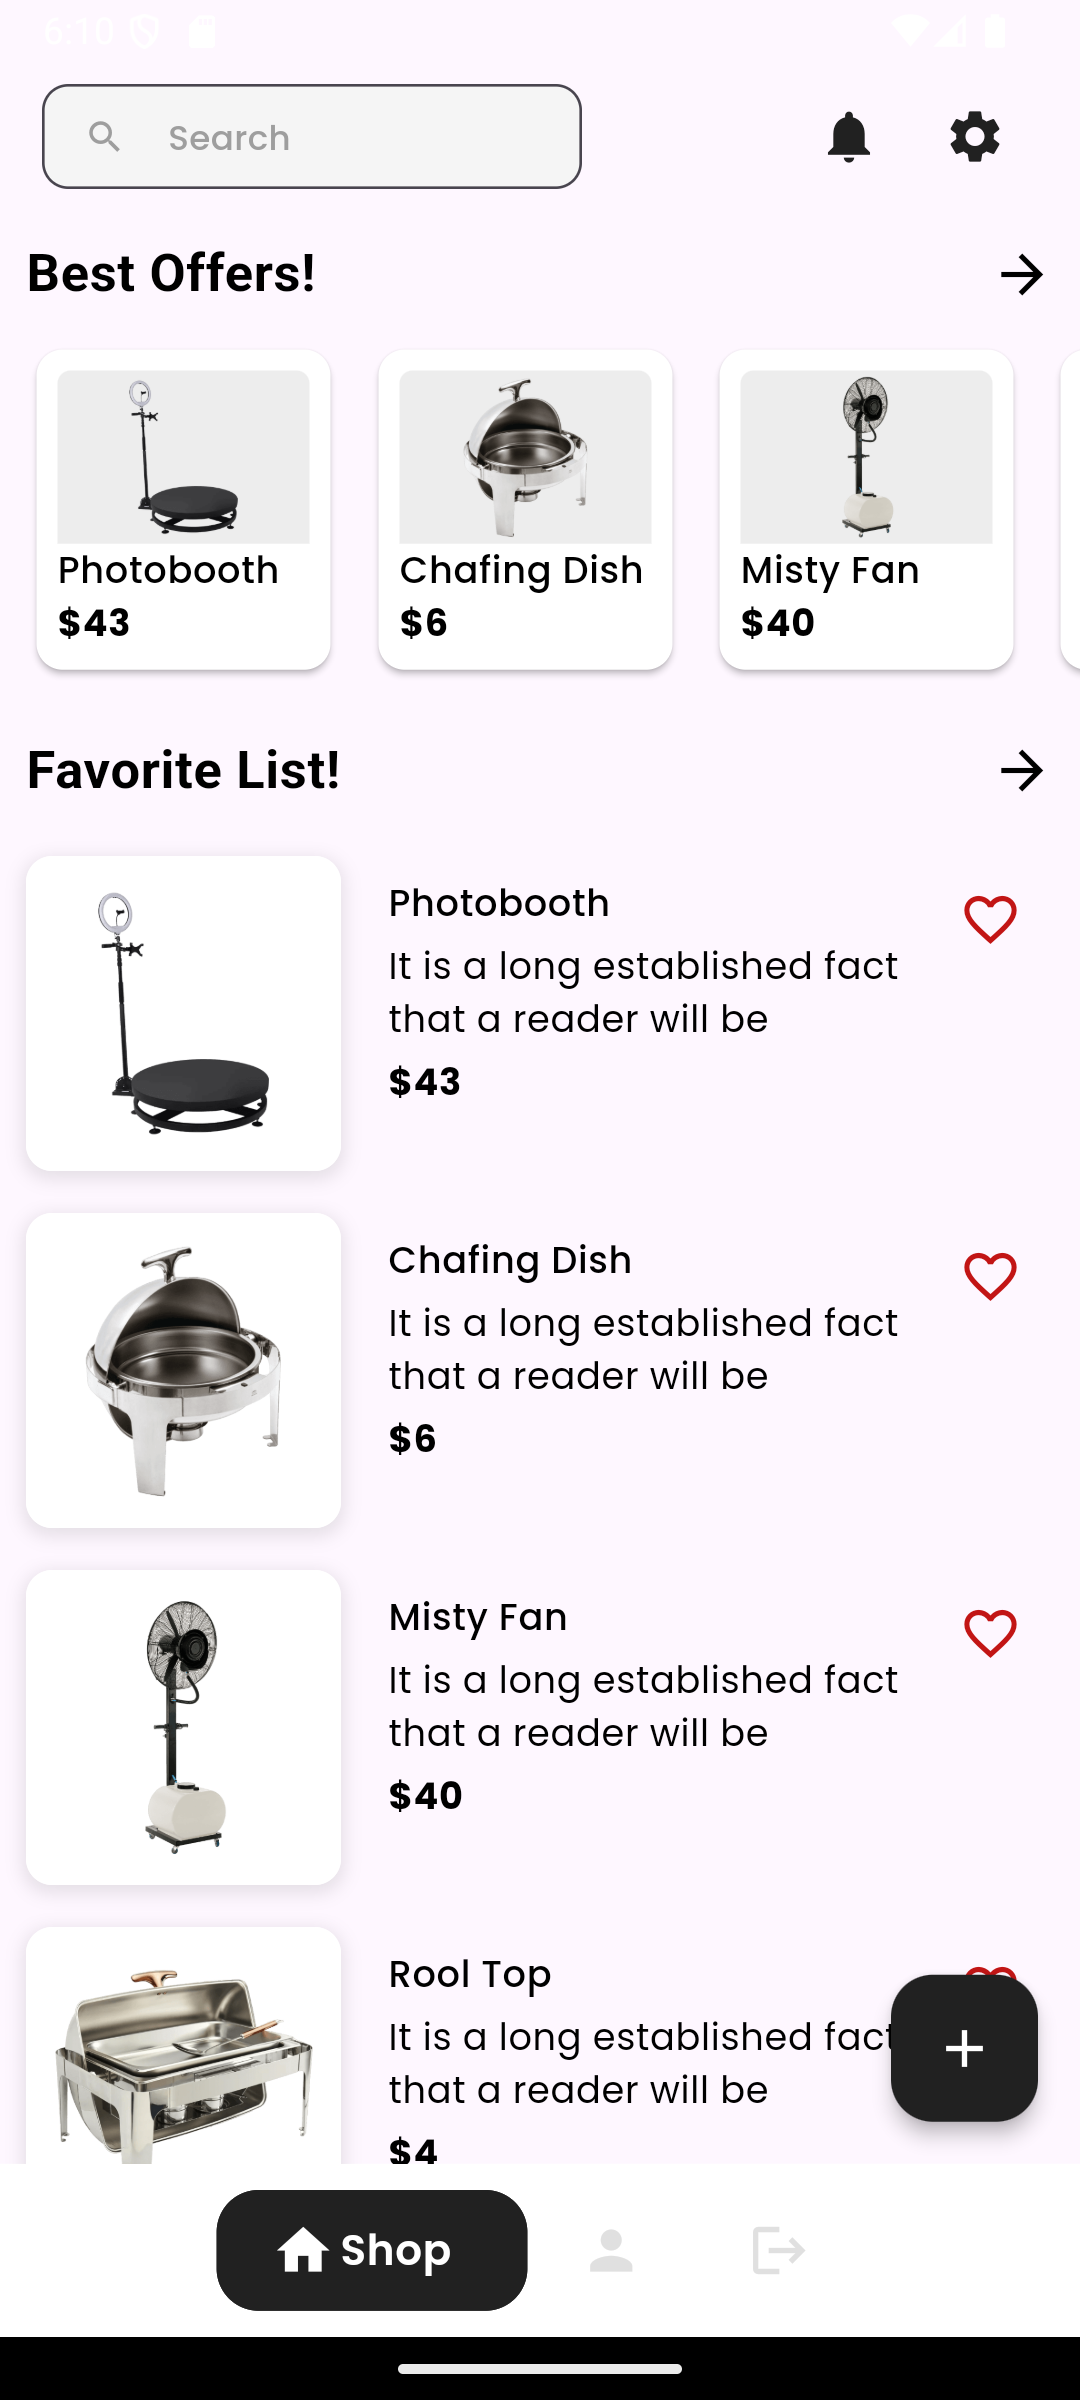 6:10
Search
Best Offers!
Photobooth
$43
Chafing Dish
$6
Misty Fan
$40
Favorite List!
Photobooth
It is a long established fact
that a reader will be
$43
Chafing Dish
It is a long established fact
that a reader will be
$6
Misty Fan
It is a long established fact
that a reader will be
$40
Rool Top
It is a long established fact
that a reader will be
$4
Shop